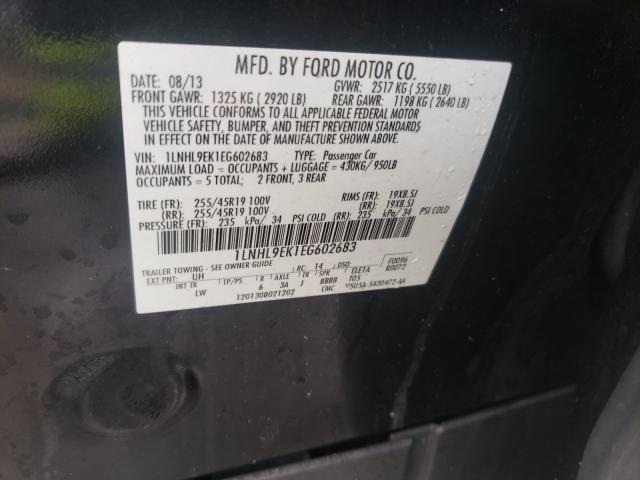 MFD. BY FORD MOTOR CO.
DATE: 08/13 GVWR: 2517 KG ( 5550 LB)
FRONT GAWR: 1325 KG ( 2920 LB) REAR GAWR: 1198 KG ( 2640 LB)
THIS VEHICLE CONFORMS TO ALL APPLICABLE FEDERAL MOTOR
VEHICLE SAFETY, BUMPER, AND THEFT PREVENTION STANDARDS
IN EFFECT ON THE DATE OF MANUFACTURE SHOWN ABOVE.
VIN: 1LNHL9EK1EG602683 TYPE: Passenger Car
MAXIMUM LOAD = OCCUPANTS + LUGGAGE = 430KG/ 950LB
OCCUPANTS = 5 TOTAL; 2 FRONT, 3 REAR
TIRE (FR): 255/45R19 100V RIMS (FR): 19X8.5J
(RR): 255/45R19 100V (RR): 19X8.5J
PRESSURE (FR): 235 kPa/ 34 PSI COLD (RR): 235 kPa/ 34 PSI COLD
1LNHL9EK1EG602683
TRAILER TOWING - SEE OWNER GUIDE
F0096
EXT PNT: UH RC: 14 DSO: R0072
INT TR R AXLE TR SPR ELETA
LW 6 3A J BBBB T05
1201308021202 CMC